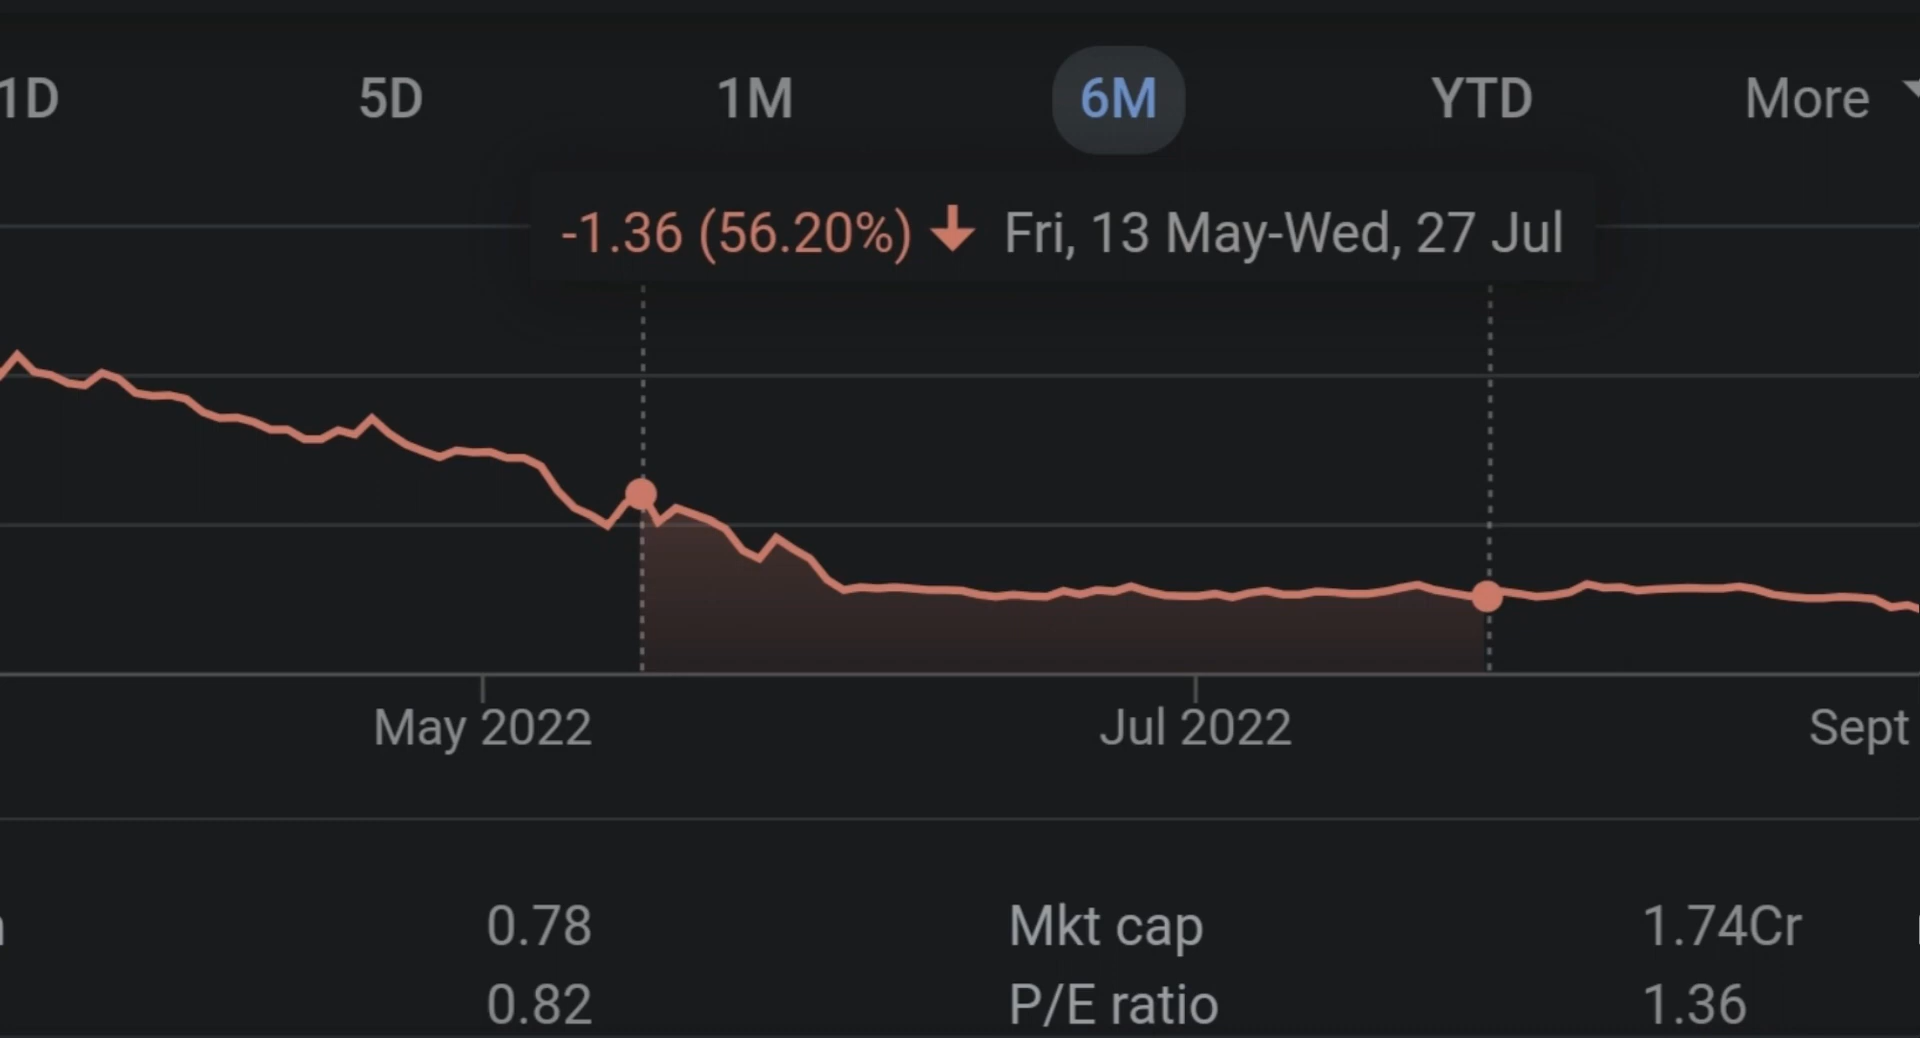 1D 5D 1M 6M YTD More
-1.36 (56.20%) Fri, 13 May-Wed, 27 Jul
May 2022 Jul 2022 Sept
0.78 Mkt cap 1.74Cr
0.82 P/E ratio 1.36